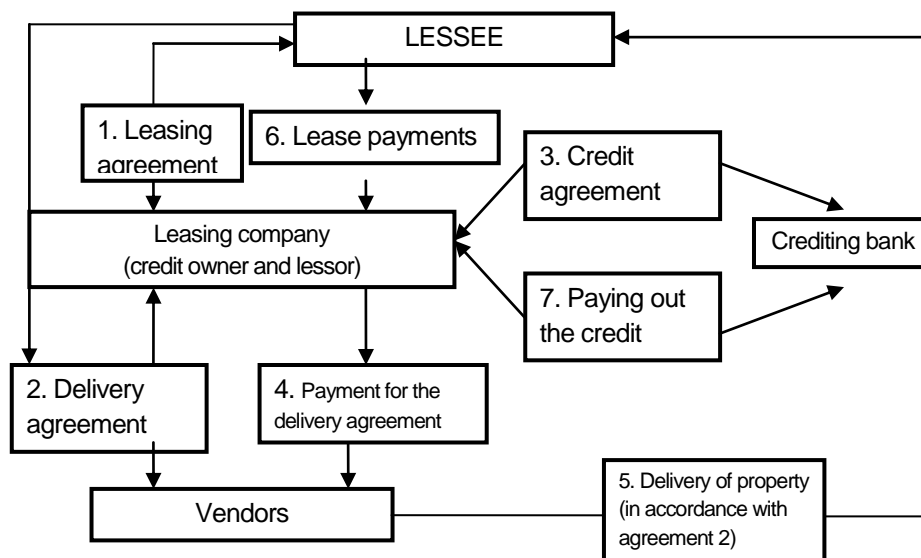 LESSEE
1. Leasing
agreement
6. Lease payments
3. Credit
agreement
Leasing company
(credit owner and lessor)
Crediting bank
7. Paying out
the credit
2. Delivery
agreement
4. Payment for the
delivery agreement
5. Delivery of property
(in accordance with
agreement 2)
Vendors